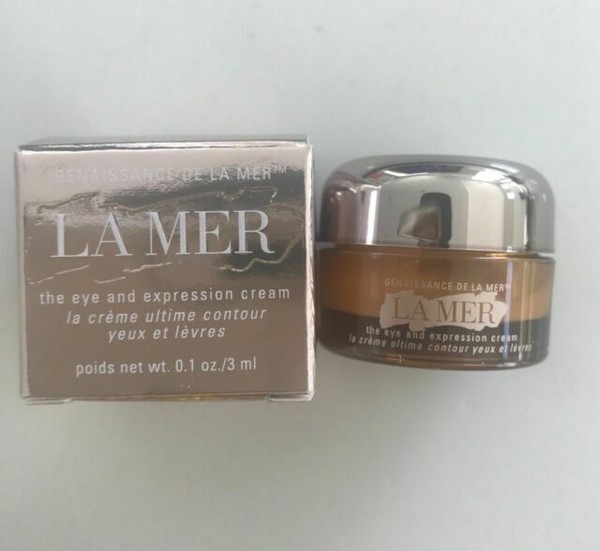 GENAISSANCE DE LA MER™
LA MER
the eye and expression cream
la crème ultime contour
yeux et lèvres
poids net wt. 0.1 oz./3 ml
GENAISSANCE DE LA MER™
LA MER
the eye and expression cream
la crème ultime contour yeux et lèvres